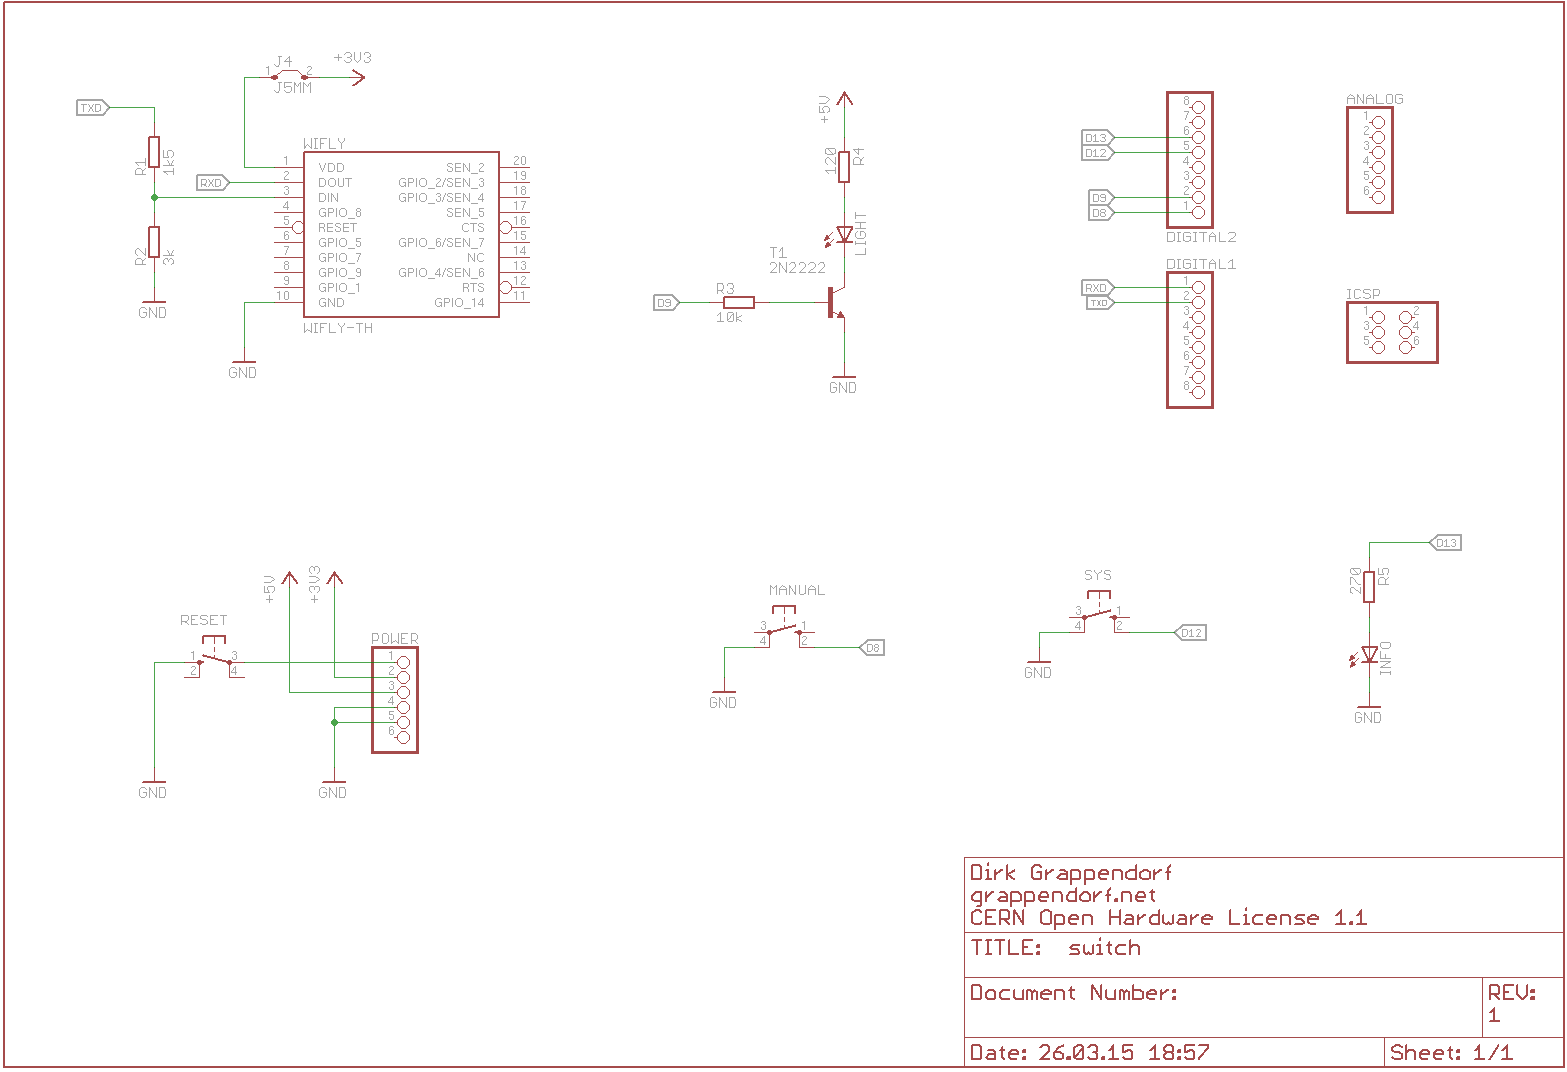 J4
+3V3
1 2
J5MM
TXD
R1
1k5
R2
3k
GND
RXD
WIFLY
1 VDD SEN_2 20
2 DOUT GPIO_2/SEN_3 19
3 DIN GPIO_3/SEN_4 18
4 GPIO_8 SEN_5 17
5 RESET CTS 16
6 GPIO_5 GPIO_6/SEN_7 15
7 GPIO_7 NC 14
8 GPIO_9 GPIO_4/SEN_6 13
9 GPIO_1 RTS 12
10 GND GPIO_14 11
WIFLY-TH
GND
+5V
120
R4
LIGHT
T1
2N2222
D9
R3
10k
GND
8
7
D13 6
D12 5
4
3
D9 2
D8 1
DIGITAL2
DIGITAL1
RXD 1
TXD 2
3
4
5
6
7
8
ANALOG
1
2
3
4
5
6
ICSP
1 2
3 4
5 6
+5V
+3V3
RESET
1 3
2 4
GND
POWER
1
2
3
4
5
6
GND
MANUAL
3 1
4 2
D8
GND
SYS
3 1
4 2
D12
GND
D13
270
R5
INFO
GND
Dirk Grappendorf
grappendorf.net
CERN Open Hardware License 1.1
TITLE: switch
Document Number:
REV:
1
Date: 26.03.15 18:57
Sheet: 1/1